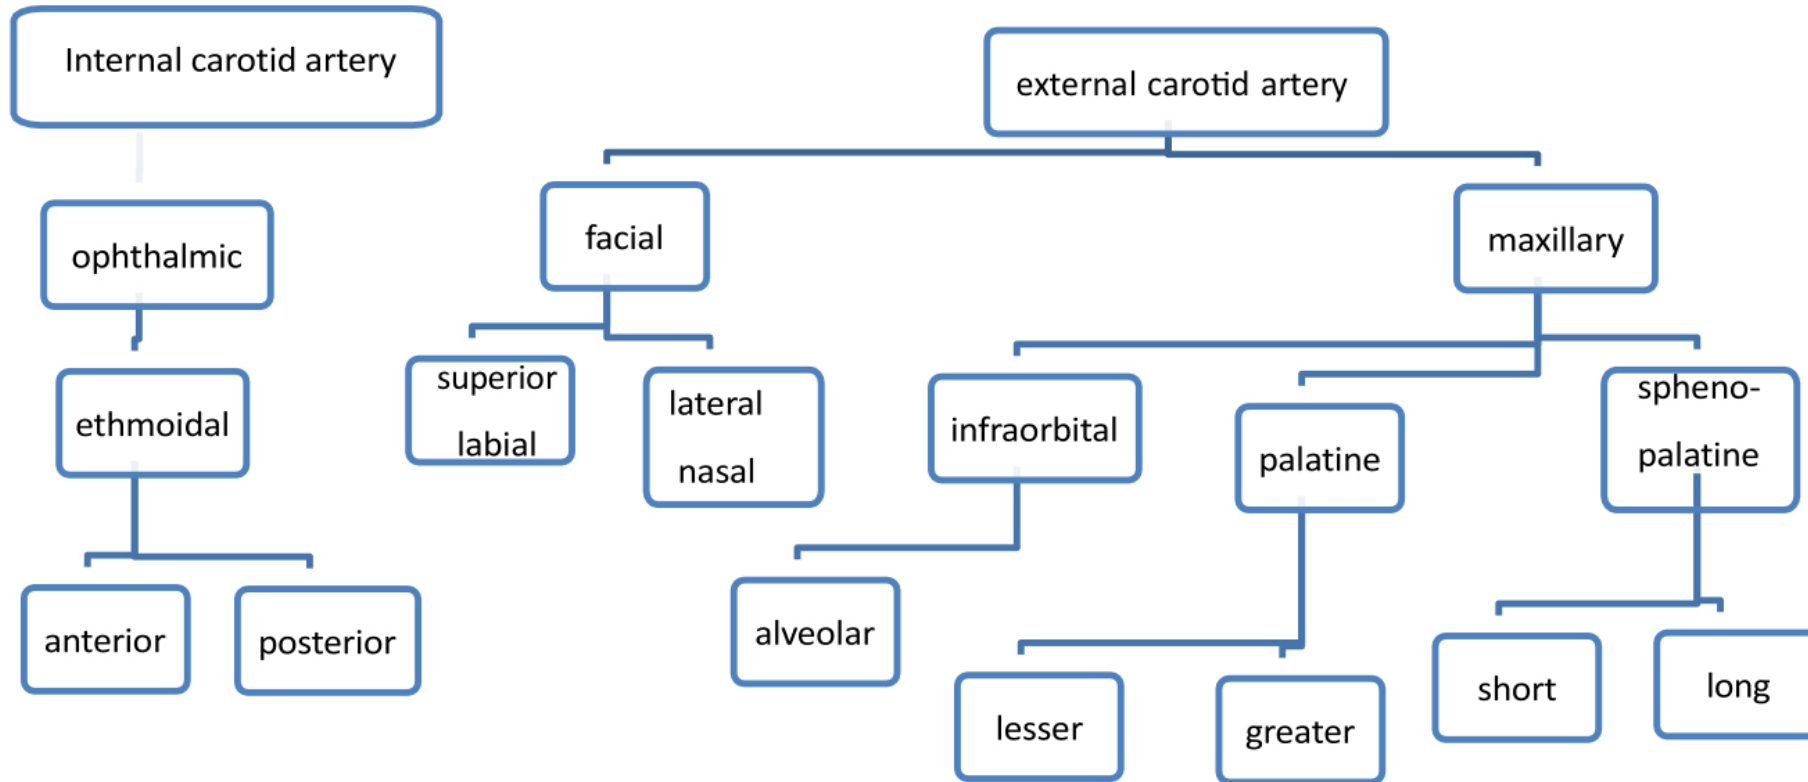 Internal carotid artery
external carotid artery
ophthalmic
facial
maxillary
ethmoidal
superior
labial
lateral
nasal
infraorbital
palatine
spheno-
palatine
anterior
posterior
alveolar
lesser
greater
short
long